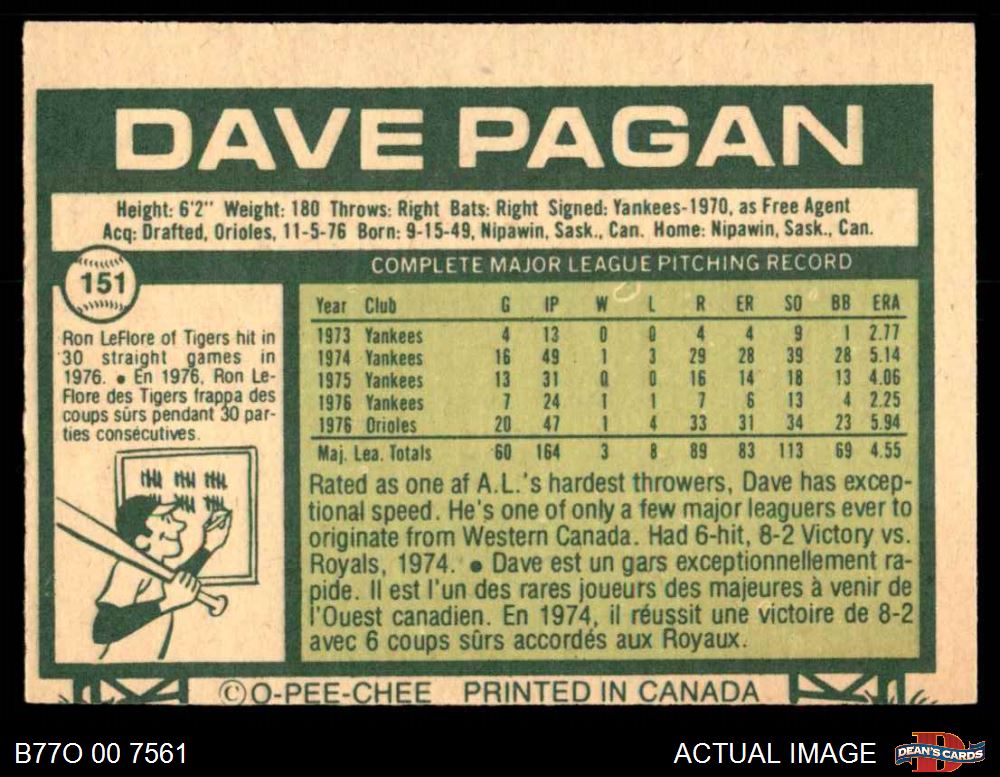 DAVE PAGAN
Height: 6'2" Weight: 180 Throws: Right Bats: Right Signed: Yankees-1970, as Free Agent
Acq: Drafted, Orioles, 11-5-76 Born: 9-15-49, Nipawin, Sask., Can. Home: Nipawin, Sask., Can.
151
Ron LeFlore of Tigers hit in
30 straight games in
1976. • En 1976, Ron Le-
Flore des Tigers frappa des
coups sûrs pendant 30 par-
ties consécutives.
COMPLETE MAJOR LEAGUE PITCHING RECORD
Year Club G IP W L R ER SO BB ERA
1973 Yankees 4 13 0 0 4 4 9 1 2.77
1974 Yankees 16 49 1 3 29 28 39 28 5.14
1975 Yankees 13 31 0 0 16 14 18 13 4.06
1976 Yankees 7 24 1 1 7 6 13 4 2.25
1976 Orioles 20 47 1 4 33 31 34 23 5.94
Maj. Lea. Totals 60 164 3 8 89 83 113 69 4.55
Rated as one af A.L.'s hardest throwers, Dave has excep-
tional speed. He's one of only a few major leaguers ever to
originate from Western Canada. Had 6-hit, 8-2 Victory vs.
Royals, 1974. • Dave est un gars exceptionnellement ra-
pide. Il est l'un des rares joueurs des majeures à venir de
l'Ouest canadien. En 1974, il réussit une victoire de 8-2
avec 6 coups sûrs accordés aux Royaux.
©O-PEE-CHEE PRINTED IN CANADA
B77O 00 7561
ACTUAL IMAGE
DEAN'S CARDS